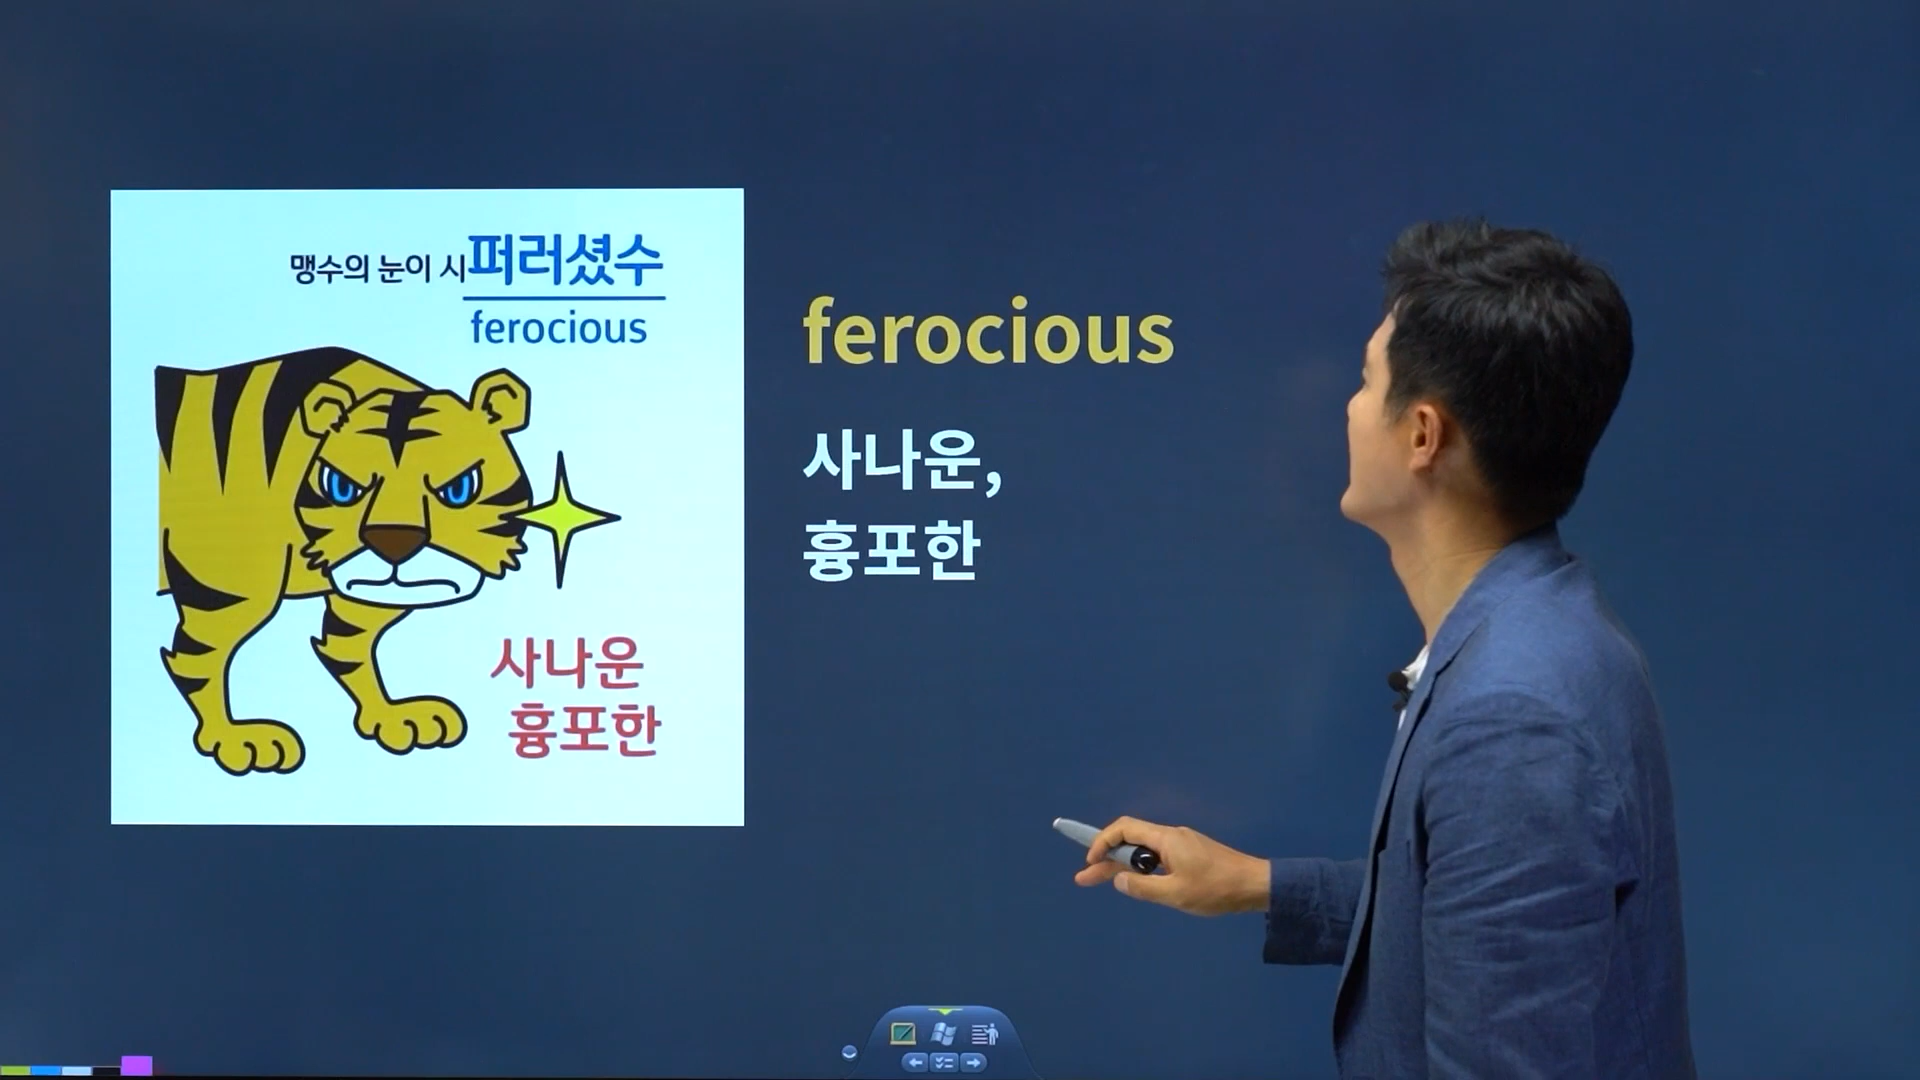 맹수의 눈이 시퍼러셨수
ferocious
사나운
흉포한
ferocious
사나운,
흉포한